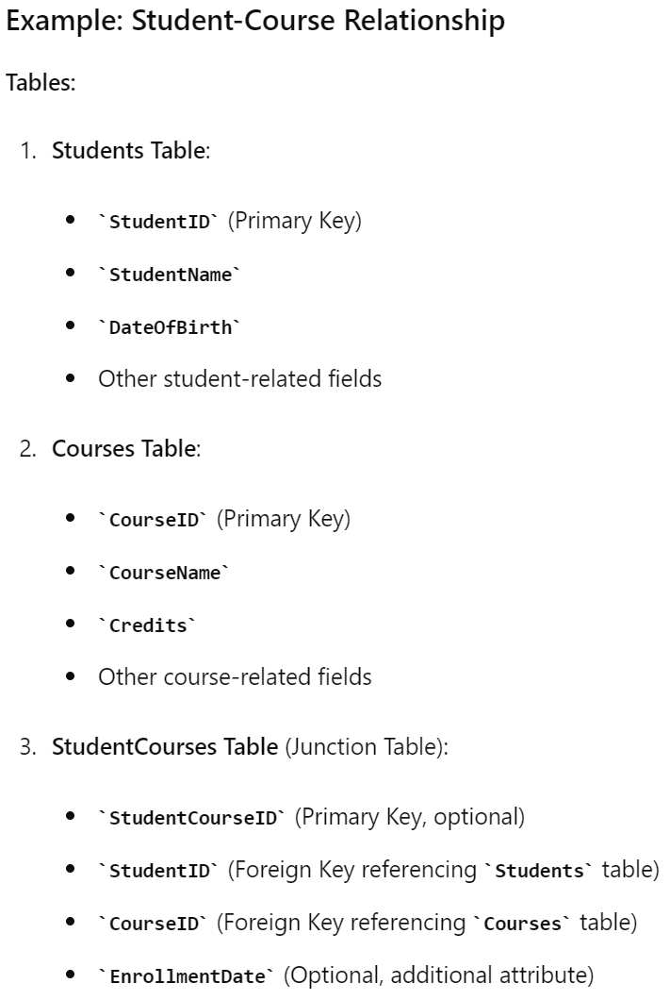 Example: Student-Course Relationship
Tables:
1. Students Table:
• `StudentID` (Primary Key)
• `StudentName`
• `DateOfBirth`
• Other student-related fields
2. Courses Table:
• `CourseID` (Primary Key)
• `CourseName`
• `Credits`
• Other course-related fields
3. StudentCourses Table (Junction Table):
• `StudentCourseID` (Primary Key, optional)
• `StudentID` (Foreign Key referencing `Students` table)
• `CourseID` (Foreign Key referencing `Courses` table)
• `EnrollmentDate` (Optional, additional attribute)